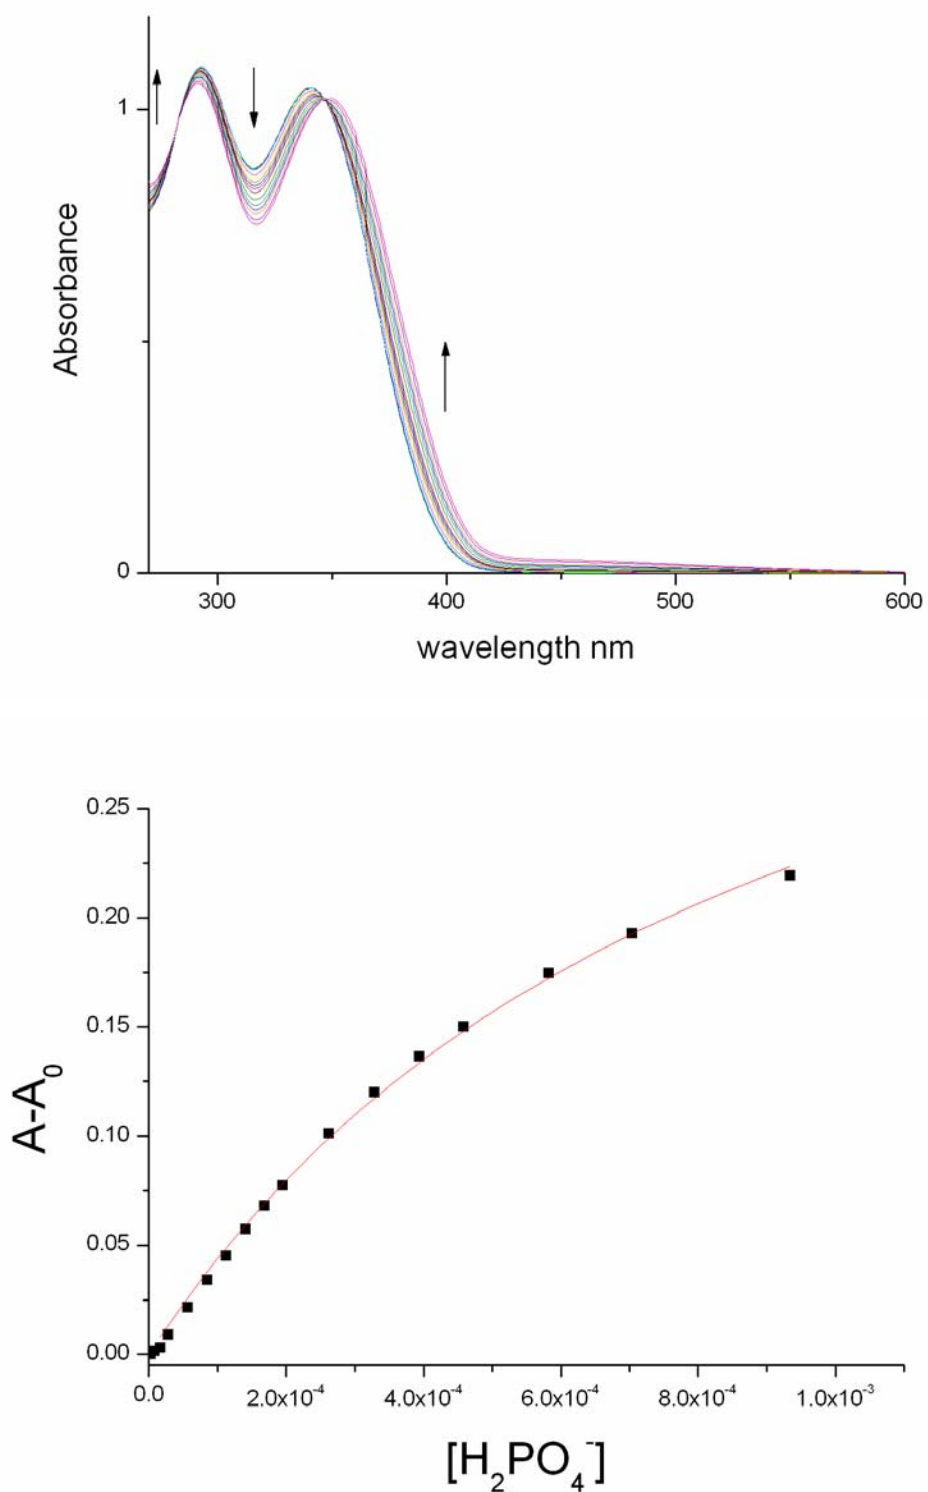 1
Absorbance
0
300
400
500
600
wavelength nm
0.25
0.20
0.15
0.10
0.05
0.00
A-A₀
0.0
2.0x10⁻⁴
4.0x10⁻⁴
6.0x10⁻⁴
8.0x10⁻⁴
1.0x10⁻³
[H₂PO₄⁻]